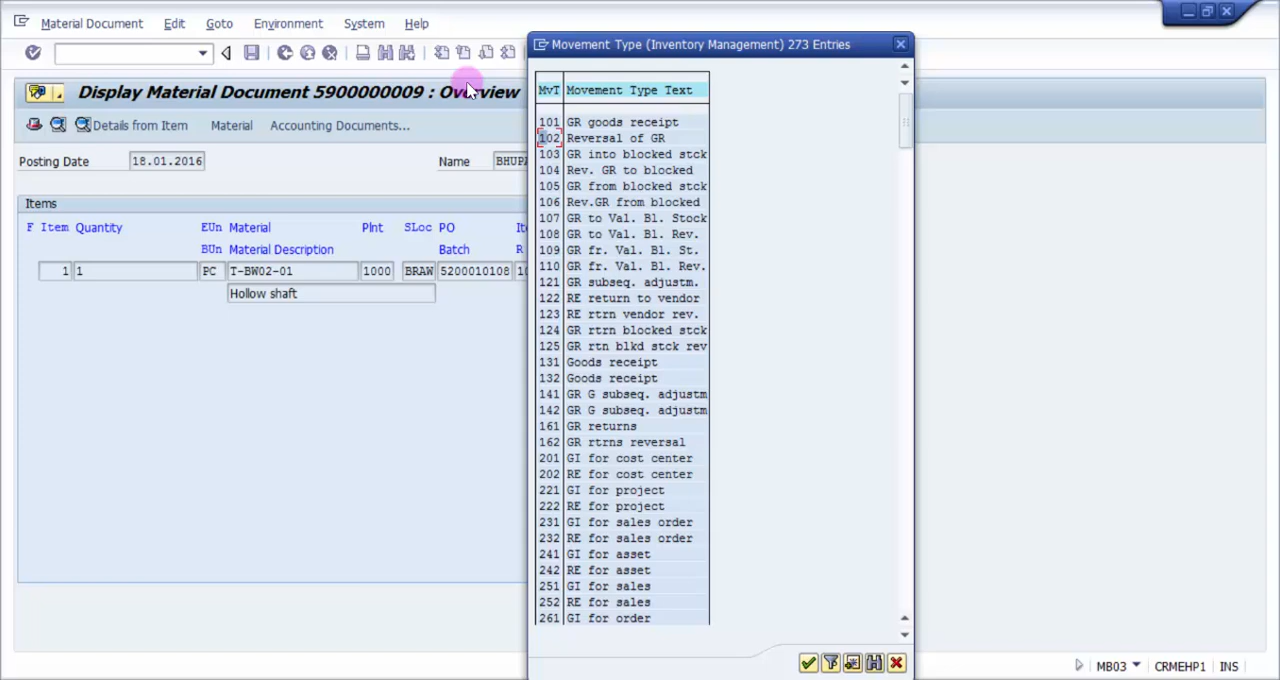 Material Document Edit Goto Environment System Help
Display Material Document 5900000009 : Overview
Details from Item Material Accounting Documents...
Posting Date 18.01.2016 Name
Items
F Item Quantity EUn Material Plnt SLoc PO
BUn Material Description Batch R
1 1 PC T-BW02-01 1000 BRAW 5200010108
Hollow shaft
Movement Type (Inventory Management) 273 Entries
MvT Movement Type Text
101 GR goods receipt
102 Reversal of GR
103 GR into blocked stck
104 Rev. GR to blocked
105 GR from blocked stck
106 Rev.GR from blocked
107 GR to Val. Bl. Stock
108 GR to Val. Bl. Rev.
109 GR fr. Val. Bl. St.
110 GR fr. Val. Bl. Rev.
121 GR subseq. adjustm.
122 RE return to vendor
123 RE rtrn vendor rev.
124 GR rtrn blocked stck
125 GR rtn blkd stck rev
131 Goods receipt
132 Goods receipt
141 GR G subseq. adjustm
142 GR G subseq. adjustm
161 GR returns
162 GR rtrns reversal
201 GI for cost center
202 RE for cost center
221 GI for project
222 RE for project
231 GI for sales order
232 RE for sales order
241 GI for asset
242 RE for asset
251 GI for sales
252 RE for sales
261 GI for order
MB03 CRMEHP1 INS